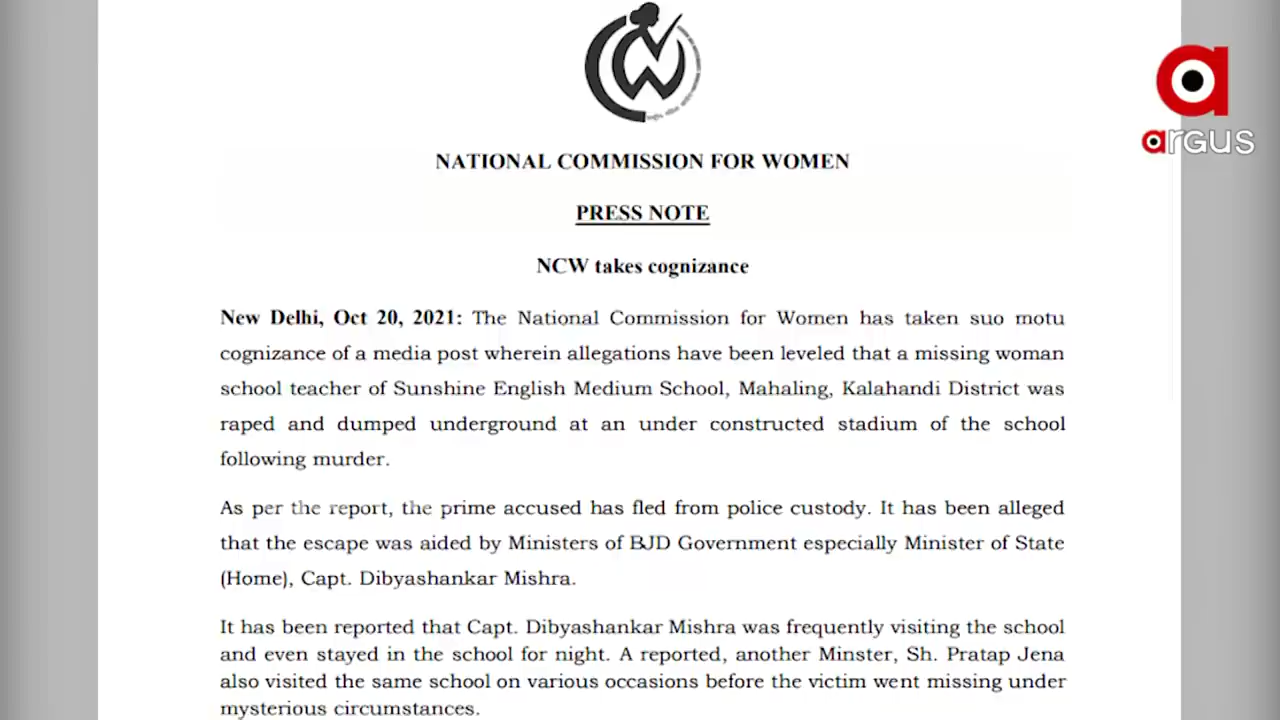 NATIONAL COMMISSION FOR WOMEN
PRESS NOTE
NCW takes cognizance
New Delhi, Oct 20, 2021: The National Commission for Women has taken suo motu
cognizance of a media post wherein allegations have been leveled that a missing woman
school teacher of Sunshine English Medium School, Mahaling, Kalahandi District was
raped and dumped underground at an under constructed stadium of the school
following murder.
As per the report, the prime accused has fled from police custody. It has been alleged
that the escape was aided by Ministers of BJD Government especially Minister of State
(Home), Capt. Dibyashankar Mishra.
It has been reported that Capt. Dibyashankar Mishra was frequently visiting the school
and even stayed in the school for night. A reported, another Minster, Sh. Pratap Jena
also visited the same school on various occasions before the victim went missing under
mysterious circumstances.
a
argus